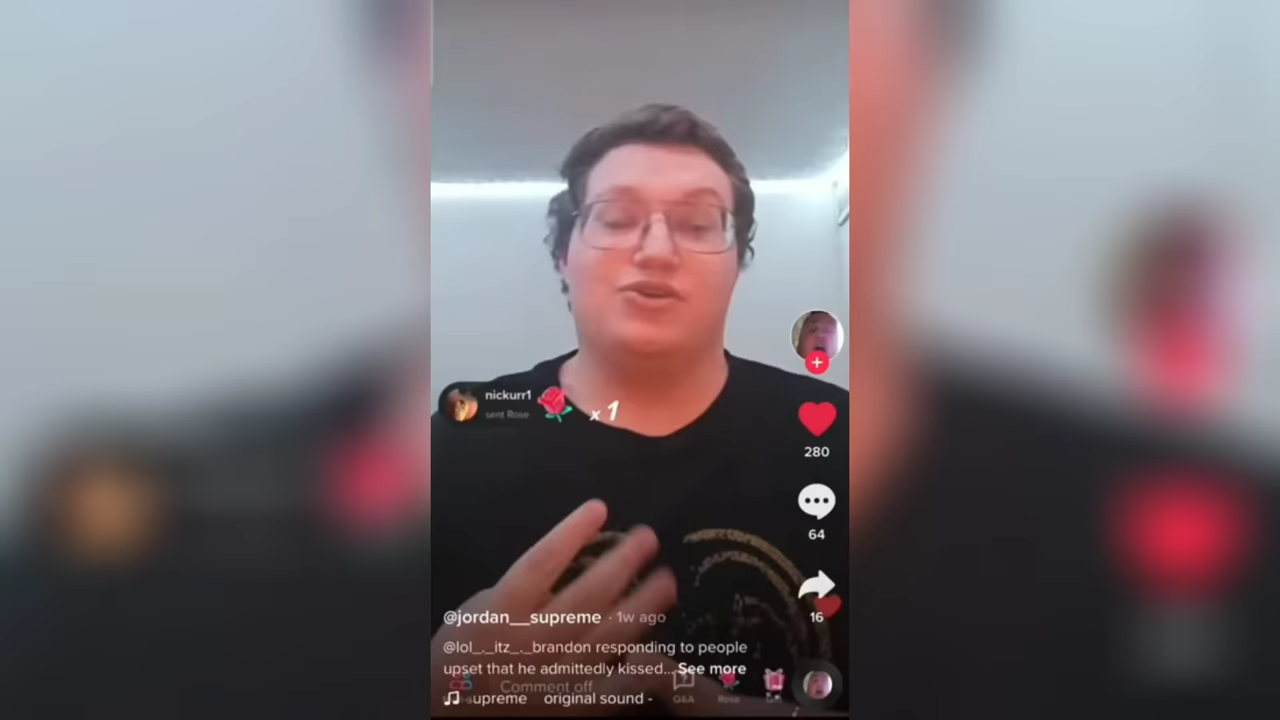 nickurr1
sent Rose
x 1
280
64
16
@jordan__supreme · 1w ago
@lol_._itz_._brandon responding to people
upset that he admittedly kissed... See more
Comment off
Q&A
Rose
supreme original sound -